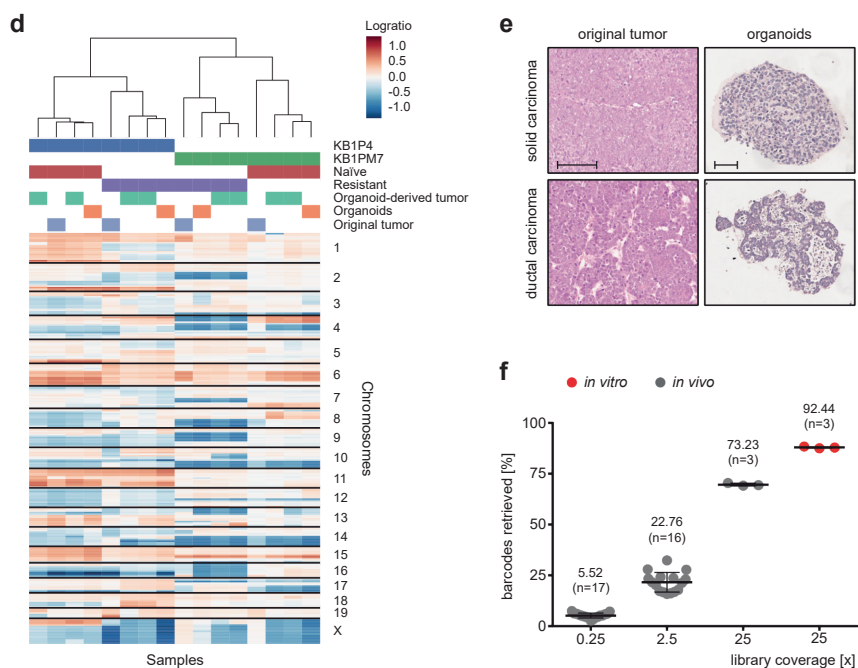 d
Logratio
1.0
0.5
0.0
-0.5
-1.0
KB1P4
KB1PM7
Naïve
Resistant
Organoid-derived tumor
Organoids
Original tumor
1
2
3
4
5
6
7
8
9
10
11
12
13
14
15
16
17
18
19
X
Chromosomes
Samples
e
original tumor
organoids
solid carcinoma
ductal carcinoma
f
in vitro
in vivo
barcodes retrieved [%]
100
75
50
25
0
5.52
(n=17)
22.76
(n=16)
73.23
(n=3)
92.44
(n=3)
0.25
2.5
25
25
library coverage [x]